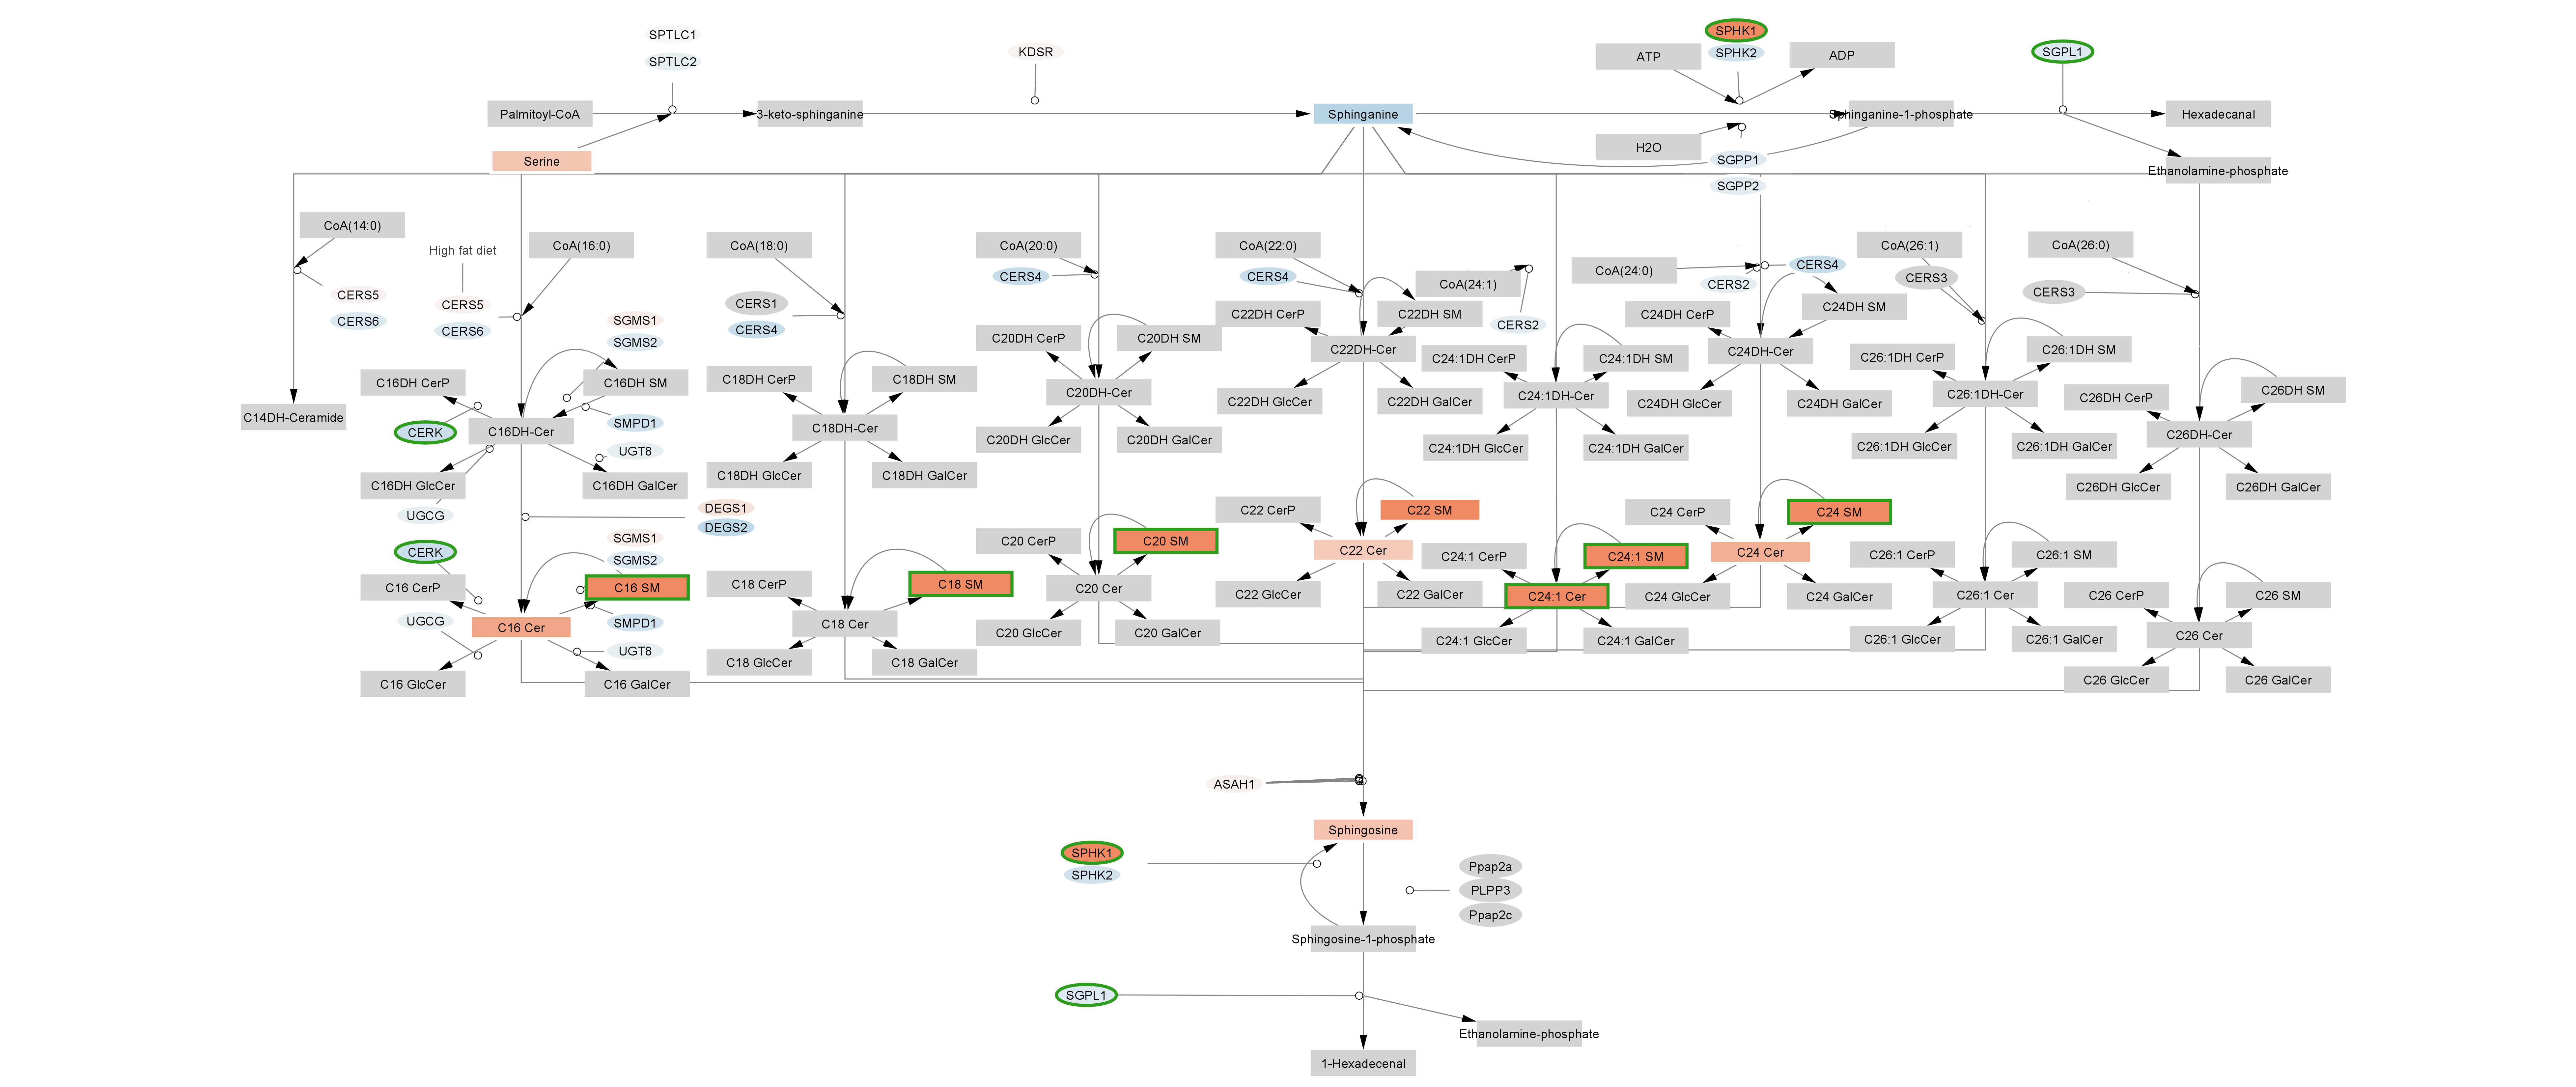 SPTLC1
SPTLC2
KDSR
SPHK1
SPHK2
ATP
ADP
SGPL1
Palmitoyl-CoA
3-keto-sphinganine
Sphinganine
Sphinganine-1-phosphate
Hexadecanal
H2O
Serine
SGPP1
SGPP2
Ethanolamine-phosphate
CoA(14:0)
High fat diet
CoA(16:0)
CoA(18:0)
CoA(20:0)
CoA(22:0)
CoA(24:1)
CoA(24:0)
CoA(26:1)
CoA(26:0)
CERS5
CERS6
CERS5
CERS6
CERS1
CERS4
CERS4
CERS4
CERS2
CERS2
CERS4
CERS3
CERS3
SGMS1
SGMS2
C14DH-Ceramide
C16DH CerP
C16DH SM
CERK
C16DH-Cer
SMPD1
UGT8
C16DH GlcCer
C16DH GalCer
UGCG
C18DH CerP
C18DH SM
C18DH-Cer
C18DH GlcCer
C18DH GalCer
C20DH CerP
C20DH SM
C20DH-Cer
C20DH GlcCer
C20DH GalCer
C22DH CerP
C22DH SM
C22DH-Cer
C22DH GlcCer
C22DH GalCer
C24:1DH CerP
C24:1DH SM
C24:1DH-Cer
C24:1DH GlcCer
C24:1DH GalCer
C24DH CerP
C24DH SM
C24DH-Cer
C24DH GlcCer
C24DH GalCer
C26:1DH CerP
C26:1DH SM
C26:1DH-Cer
C26:1DH GlcCer
C26:1DH GalCer
C26DH CerP
C26DH SM
C26DH-Cer
C26DH GlcCer
C26DH GalCer
DEGS1
DEGS2
SGMS1
SGMS2
CERK
C16 CerP
C16 SM
UGCG
C16 Cer
SMPD1
UGT8
C16 GlcCer
C16 GalCer
C18 CerP
C18 SM
C18 Cer
C18 GlcCer
C18 GalCer
C20 CerP
C20 SM
C20 Cer
C20 GlcCer
C20 GalCer
C22 CerP
C22 SM
C22 Cer
C22 GlcCer
C22 GalCer
C24:1 CerP
C24:1 SM
C24:1 Cer
C24:1 GlcCer
C24:1 GalCer
C24 CerP
C24 SM
C24 Cer
C24 GlcCer
C24 GalCer
C26:1 CerP
C26:1 SM
C26:1 Cer
C26:1 GlcCer
C26:1 GalCer
C26 CerP
C26 SM
C26 Cer
C26 GlcCer
C26 GalCer
ASAH1
Sphingosine
SPHK1
SPHK2
Ppap2a
PLPP3
Ppap2c
Sphingosine-1-phosphate
SGPL1
Ethanolamine-phosphate
1-Hexadecenal